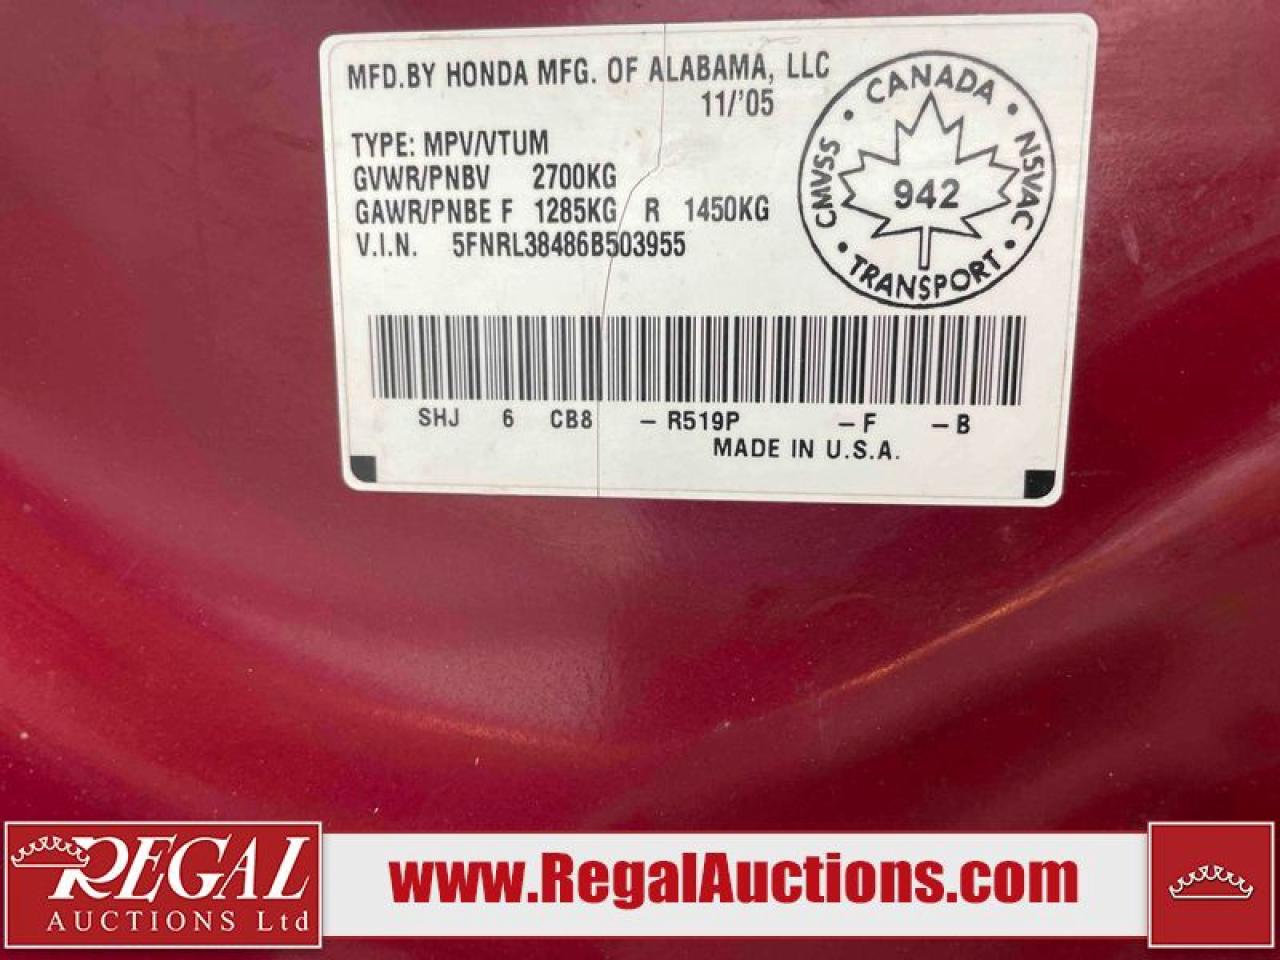 MFD.BY HONDA MFG. OF ALABAMA, LLC
11/'05
TYPE: MPV/VTUM
GVWR/PNBV 2700KG
GAWR/PNBE F 1285KG R 1450KG
V.I.N. 5FNRL38486B503955
CANADA
CMVSS
942
NSVAC
TRANSPORT
SHJ 6 CB8 - R519P - F - B
MADE IN U.S.A.
REGAL
AUCTIONS Ltd
www.RegalAuctions.com